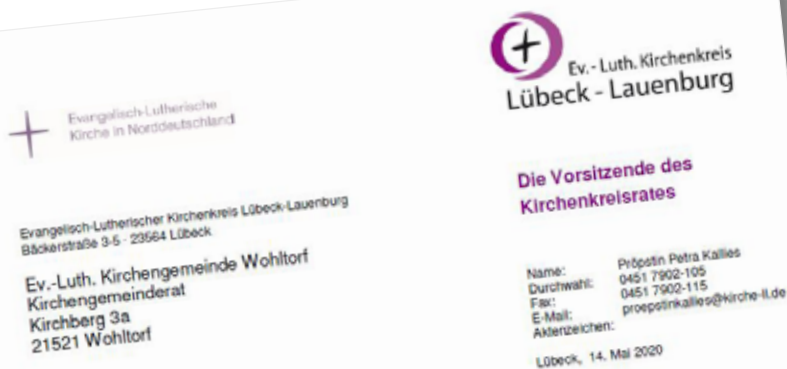 Ev.-Luth. Kirchenkreis
Lübeck - Lauenburg
Evangelisch-Lutherische
Kirche in Norddeutschland
Die Vorsitzende des
Kirchenkreisrates
Evangelisch-Lutherischer Kirchenkreis Lübeck-Lauenburg
Bäckerstraße 3-5 · 23564 Lübeck
Ev.-Luth. Kirchengemeinde Wohltorf
Kirchengemeinderat
Kirchberg 3a
21521 Wohltorf
Name: Pröpstin Petra Kallies
Durchwahl: 0451 7902-105
Fax: 0451 7902-115
E-Mail: proepstinkallies@kirche-ll.de
Aktenzeichen:
Lübeck, 14. Mai 2020